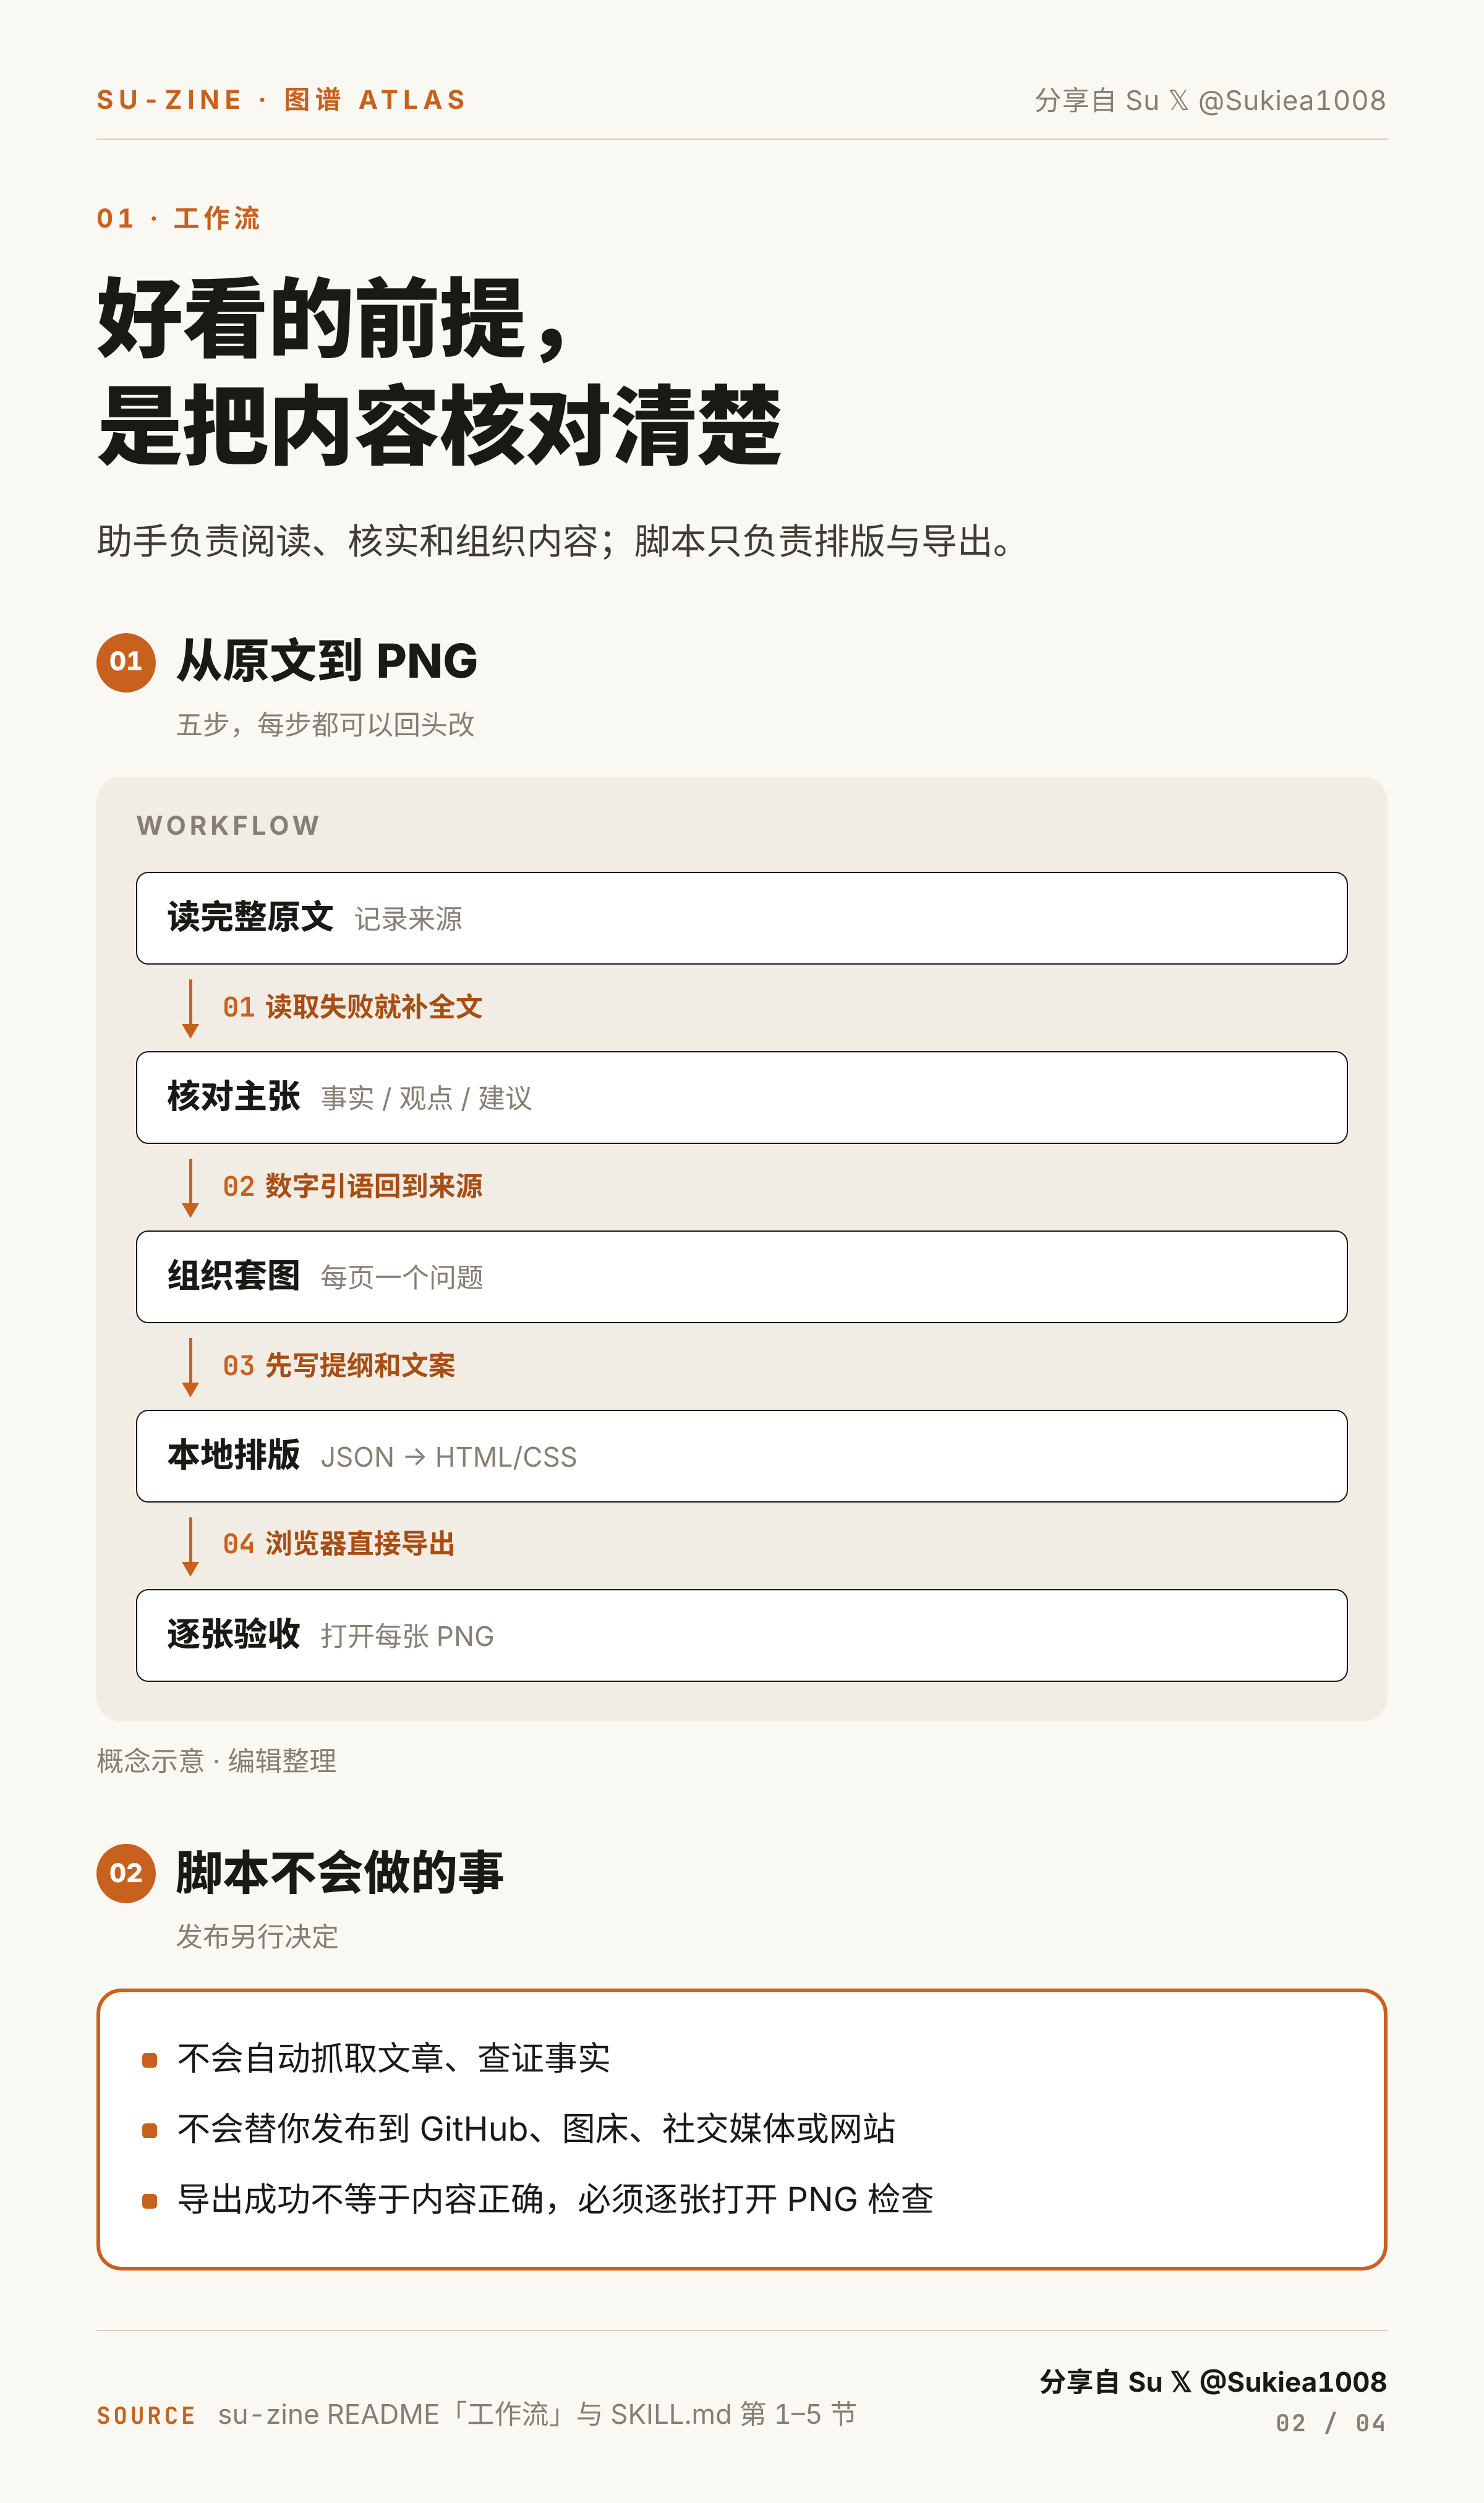 SU-ZINE · 图谱 ATLAS
分享自 Su 𝕏 @Sukiea1008
01 · 工作流
好看的前提，
是把内容核对清楚
助手负责阅读、核实和组织内容；脚本只负责排版与导出。
01 从原文到 PNG
五步，每步都可以回头改
WORKFLOW
读完整原文 记录来源
01 读取失败就补全文
核对主张 事实 / 观点 / 建议
02 数字引语回到来源
组织套图 每页一个问题
03 先写提纲和文案
本地排版 JSON → HTML/CSS
04 浏览器直接导出
逐张验收 打开每张 PNG
概念示意 · 编辑整理
02 脚本不会做的事
发布另行决定
不会自动抓取文章、查证事实
不会替你发布到 GitHub、图床、社交媒体或网站
导出成功不等于内容正确，必须逐张打开 PNG 检查
分享自 Su 𝕏 @Sukiea1008
SOURCE su-zine README「工作流」与 SKILL.md 第 1–5 节
02 / 04